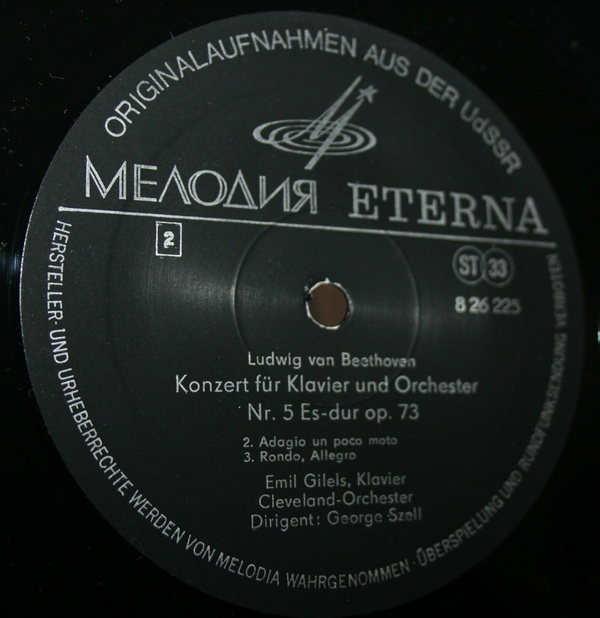 ORIGINALAUFNAHMEN AUS DER UdSSR
МЕЛОДИЯ ETERNA
2
ST 33
8 26 225
Ludwig van Beethoven
Konzert für Klavier und Orchester
Nr. 5 Es-dur op. 73
2. Adagio un poco moto
3. Rondo, Allegro
Emil Gilels, Klavier
Cleveland-Orchester
Dirigent: George Szell
HERSTELLER- UND URHEBERRECHTE WERDEN VON MELODIA WAHRGENOMMEN · ÜBERSPIELUNG UND RUNDFUNKSENDUNG VERBOTEN